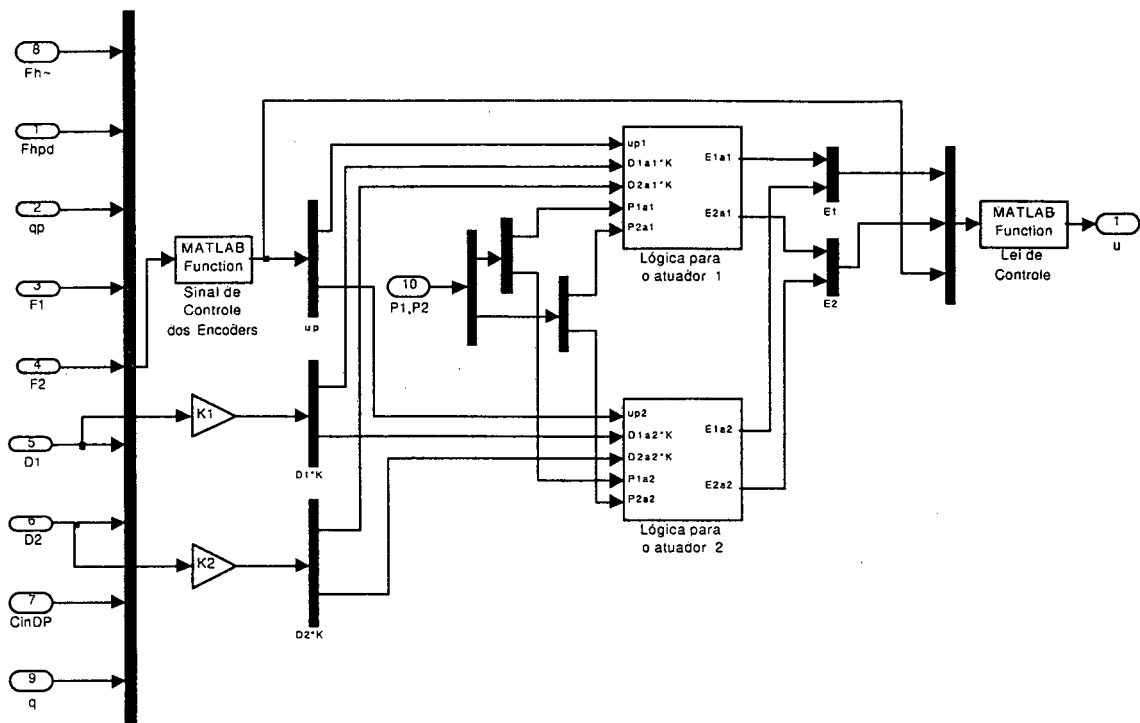 8
Fh~
1
Fhpd
2
qp
3
F1
4
F2
5
D1
6
D2
7
CinDP
9
q
MATLAB
Function
Sinal de
Controle
dos Encoders
K1
K2
up
D1*K
D2*K
10
P1,P2
up1
D1a1*K
D2a1*K
P1a1
P2a1
E1a1
E2a1
Lógica para
o atuador 1
up2
D1a2*K
D2a2*K
P1a2
P2a2
E1a2
E2a2
Lógica para
o atuador 2
E1
E2
MATLAB
Function
Lei de
Controle
1
u